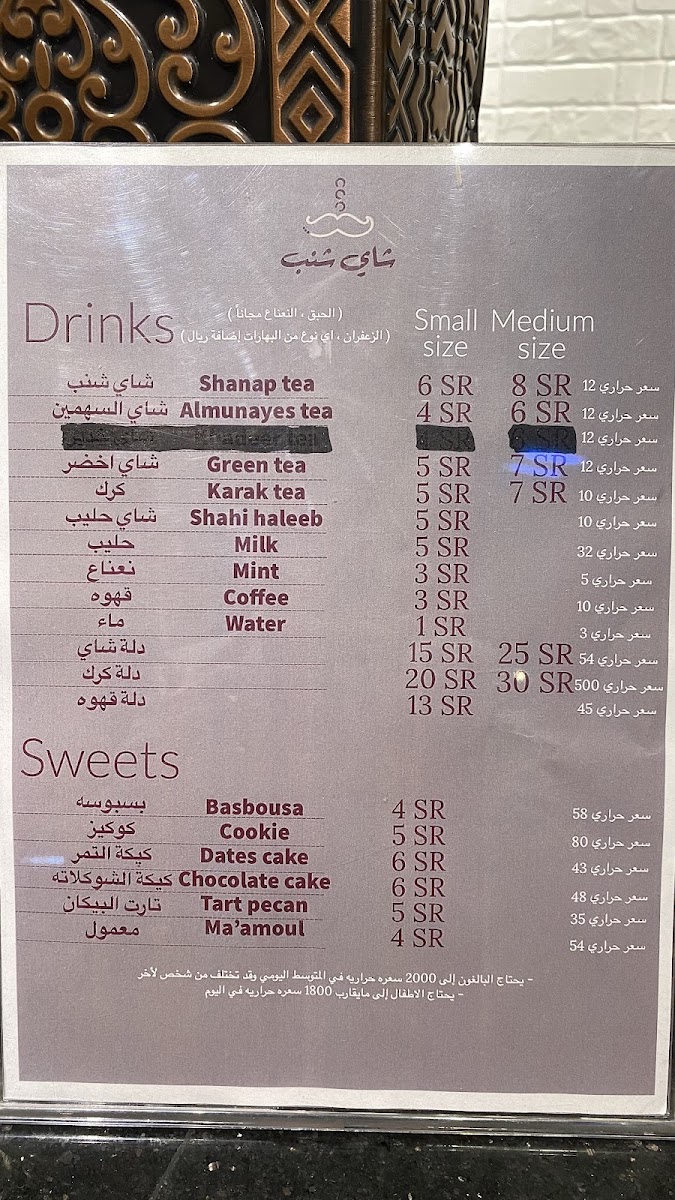 شاي شنب
Drinks
( الحبق ، النعناع مجاناً )
( الزعفران ، اي نوع من البهارات إضافة ريال )
Small size Medium size
شاي شنب Shanap tea 6 SR 8 SR سعر حراري 12
شاي السهمين Almunayes tea 4 SR 6 SR سعر حراري 12
سعر حراري 12
شاي اخضر Green tea 5 SR 7 SR سعر حراري 12
كرك Karak tea 5 SR 7 SR سعر حراري 10
شاي حليب Shahi haleeb 5 SR سعر حراري 10
حليب Milk 5 SR سعر حراري 32
نعناع Mint 3 SR سعر حراري 5
قهوه Coffee 3 SR سعر حراري 10
ماء Water 1 SR سعر حراري 3
دلة شاي 15 SR 25 SR سعر حراري 54
دلة كرك 20 SR 30 SR سعر حراري 500
دلة قهوه 13 SR سعر حراري 45
Sweets
بسبوسه Basbousa 4 SR سعر حراري 58
كوكيز Cookie 5 SR سعر حراري 80
كيكة التمر Dates cake 6 SR سعر حراري 43
كيكة الشوكلاته Chocolate cake 6 SR سعر حراري 48
تارت البيكان Tart pecan 5 SR سعر حراري 35
معمول Ma'amoul 4 SR سعر حراري 54
- يحتاج البالغون إلى 2000 سعره حراريه في المتوسط اليومي وقد تختلف من شخص لأخر
- يحتاج الاطفال إلى مايقارب 1800 سعره حراريه في اليوم